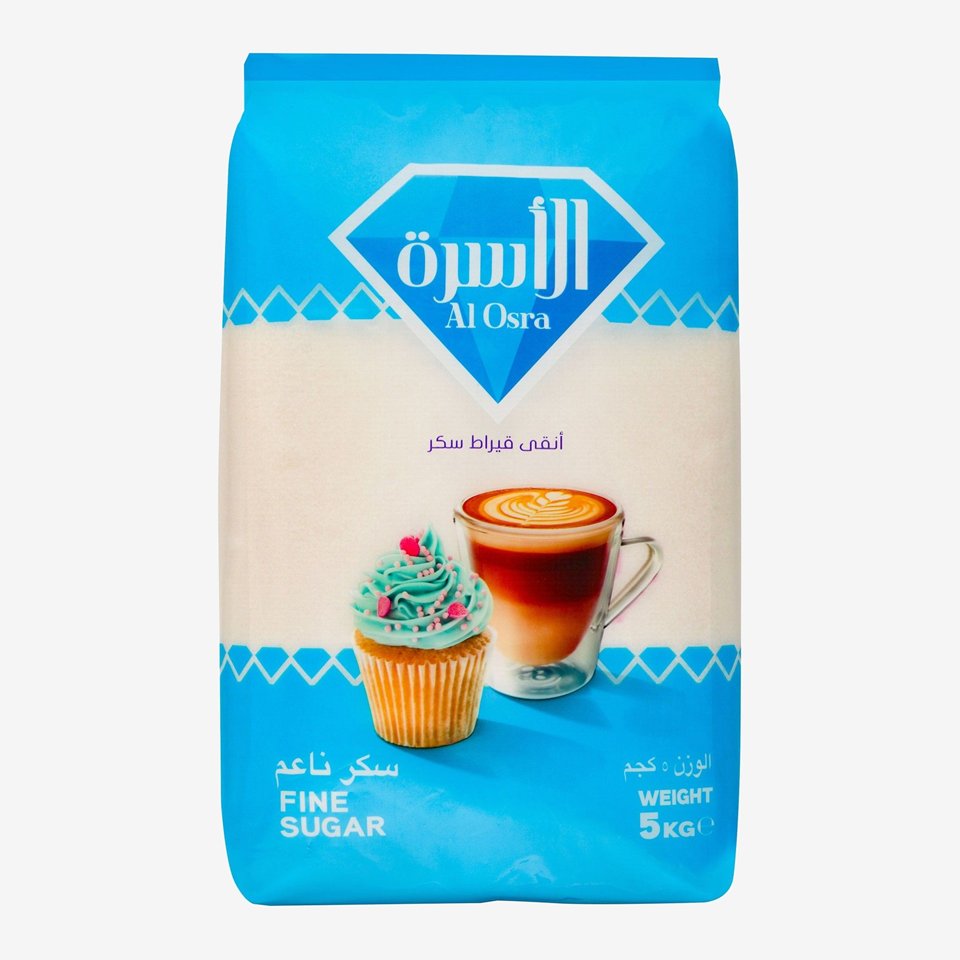 الأسرة
Al Osra
أنقى قيراط سكر
سكر ناعم
FINE
SUGAR
الوزن ٥ كجم
WEIGHT
5KG℮